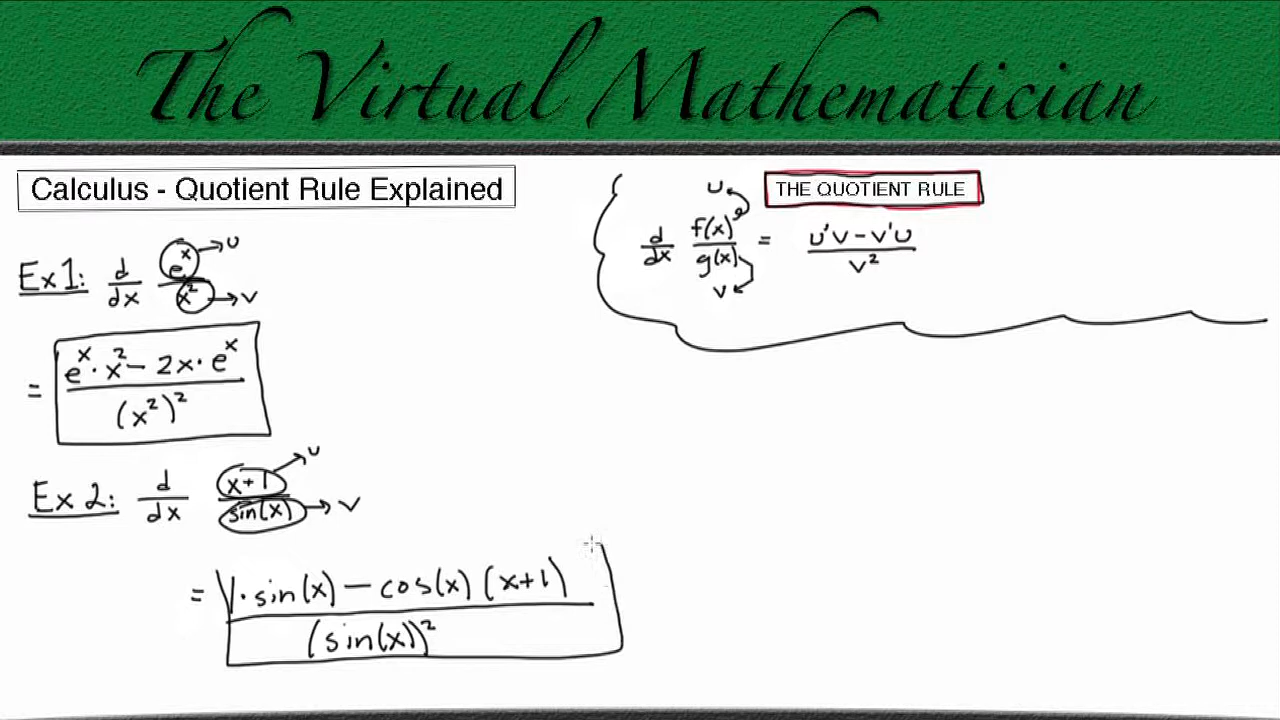 The Virtual Mathematician
Calculus - Quotient Rule Explained
THE QUOTIENT RULE
d/dx f(x)/g(x) = u'v - v'u / v²
u
v
Ex1: d/dx e^x / x²
u
v
= e^x · x² - 2x · e^x / (x²)²
Ex 2: d/dx x+1 / sin(x)
u
v
= 1 · sin(x) - cos(x) (x+1) / (sin(x))²